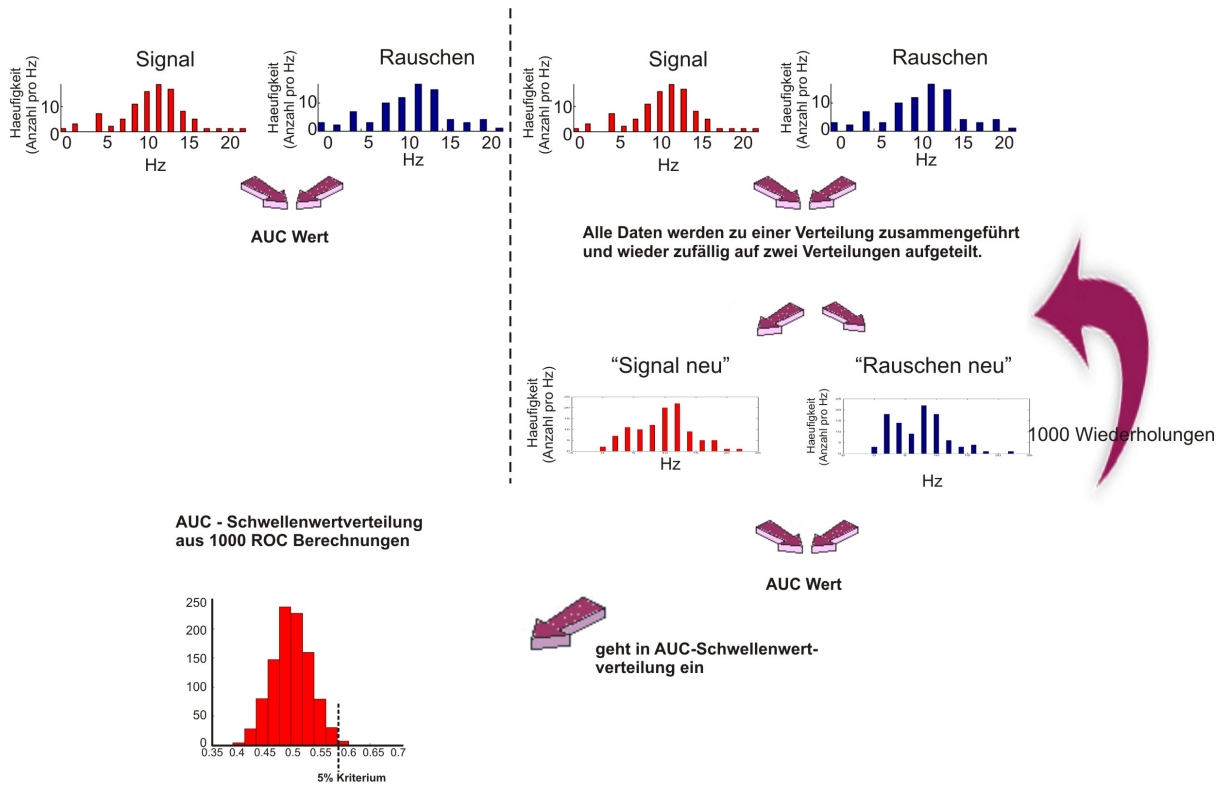 Signal
Haeufigkeit
(Anzahl pro Hz)
10
0
0 5 10 15 20
Hz
Rauschen
Haeufigkeit
(Anzahl pro Hz)
10
0
0 5 10 15 20
Hz
AUC Wert
Signal
Haeufigkeit
(Anzahl pro Hz)
10
0
0 5 10 15 20
Hz
Rauschen
Haeufigkeit
(Anzahl pro Hz)
10
0
0 5 10 15 20
Hz
Alle Daten werden zu einer Verteilung zusammengeführt
und wieder zufällig auf zwei Verteilungen aufgeteilt.
“Signal neu”
Haeufigkeit
(Anzahl pro Hz)
Hz
“Rauschen neu”
Haeufigkeit
(Anzahl pro Hz)
Hz
1000 Wiederholungen
AUC Wert
geht in AUC-Schwellenwert-
verteilung ein
AUC - Schwellenwertverteilung
aus 1000 ROC Berechnungen
250
200
150
100
50
0
0.35 0.4 0.45 0.5 0.55 0.6 0.65 0.7
5% Kriterium